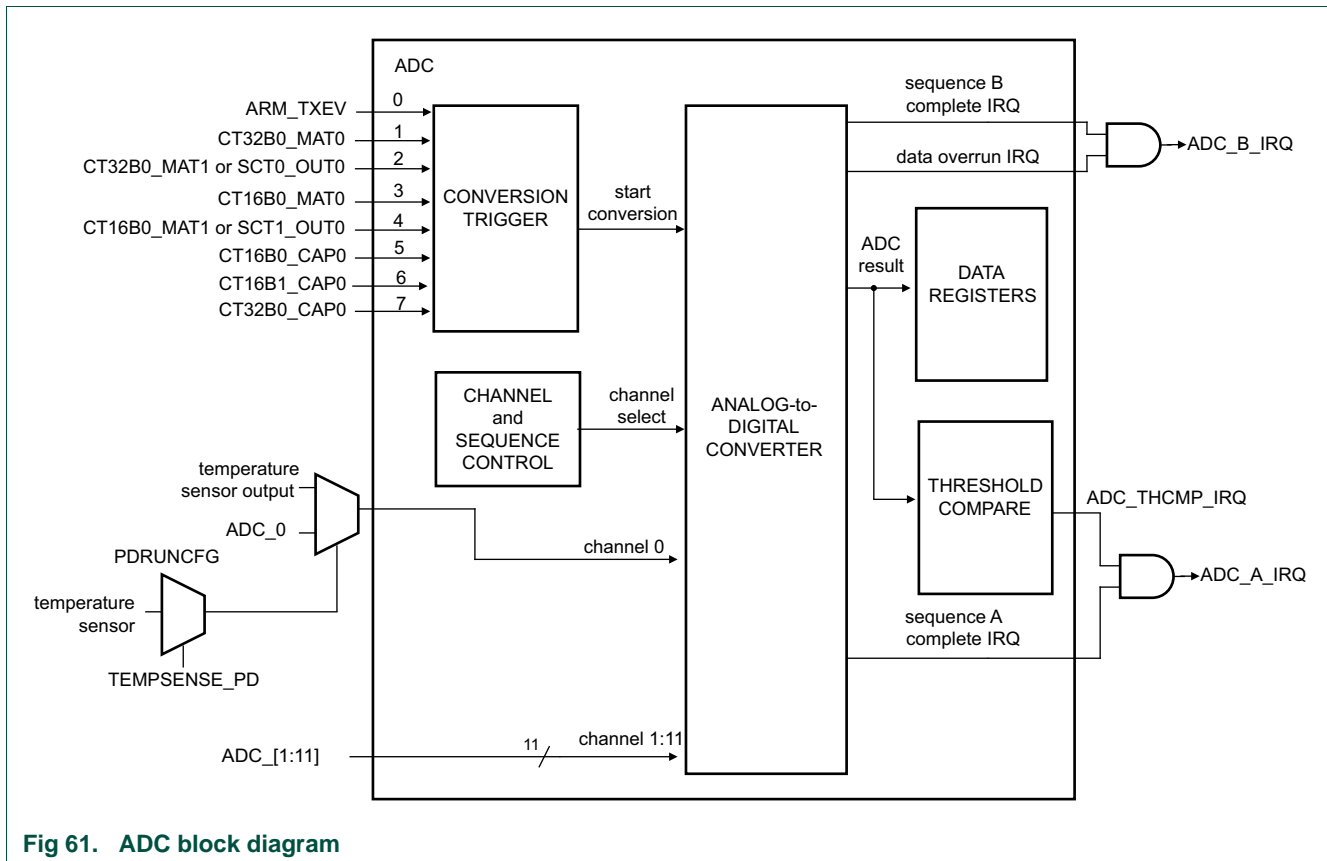 ADC
ARM_TXEV
0
CT32B0_MAT0
1
CT32B0_MAT1 or SCT0_OUT0
2
CT16B0_MAT0
3
CT16B0_MAT1 or SCT1_OUT0
4
CT16B0_CAP0
5
CT16B1_CAP0
6
CT32B0_CAP0
7
CONVERSION
TRIGGER
start
conversion
CHANNEL
and
SEQUENCE
CONTROL
channel
select
ANALOG-to-
DIGITAL
CONVERTER
sequence B
complete IRQ
data overrun IRQ
ADC_B_IRQ
ADC
result
DATA
REGISTERS
THRESHOLD
COMPARE
ADC_THCMP_IRQ
ADC_A_IRQ
sequence A
complete IRQ
temperature
sensor output
ADC_0
channel 0
PDRUNCFG
temperature
sensor
TEMPSENSE_PD
ADC_[1:11]
11
channel 1:11
Fig 61. ADC block diagram